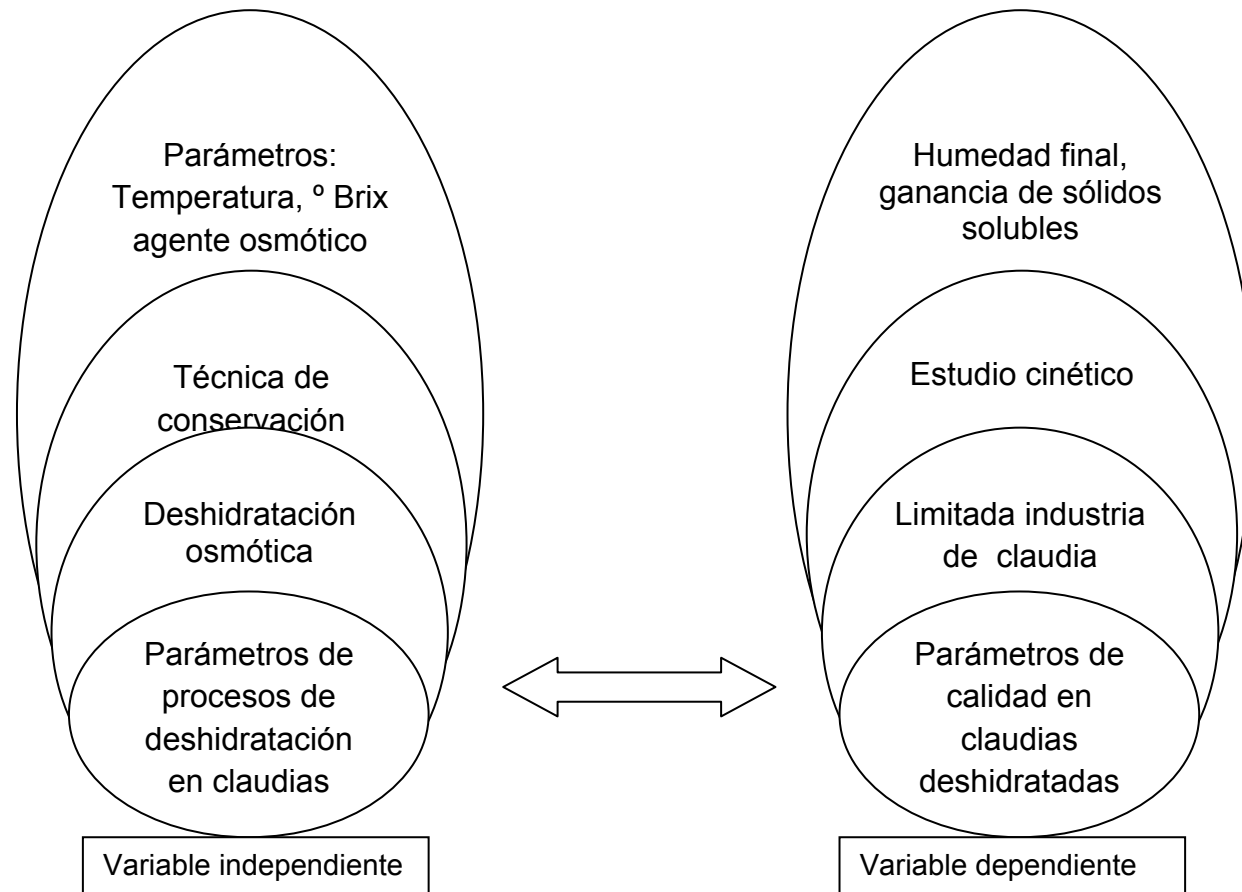 Parámetros:
Temperatura, º Brix
agente osmótico
Técnica de
conservación
Deshidratación
osmótica
Parámetros de
procesos de
deshidratación
en claudias
Variable independiente
Humedad final,
ganancia de sólidos
solubles
Estudio cinético
Limitada industria
de claudia
Parámetros de
calidad en
claudias
deshidratadas
Variable dependiente